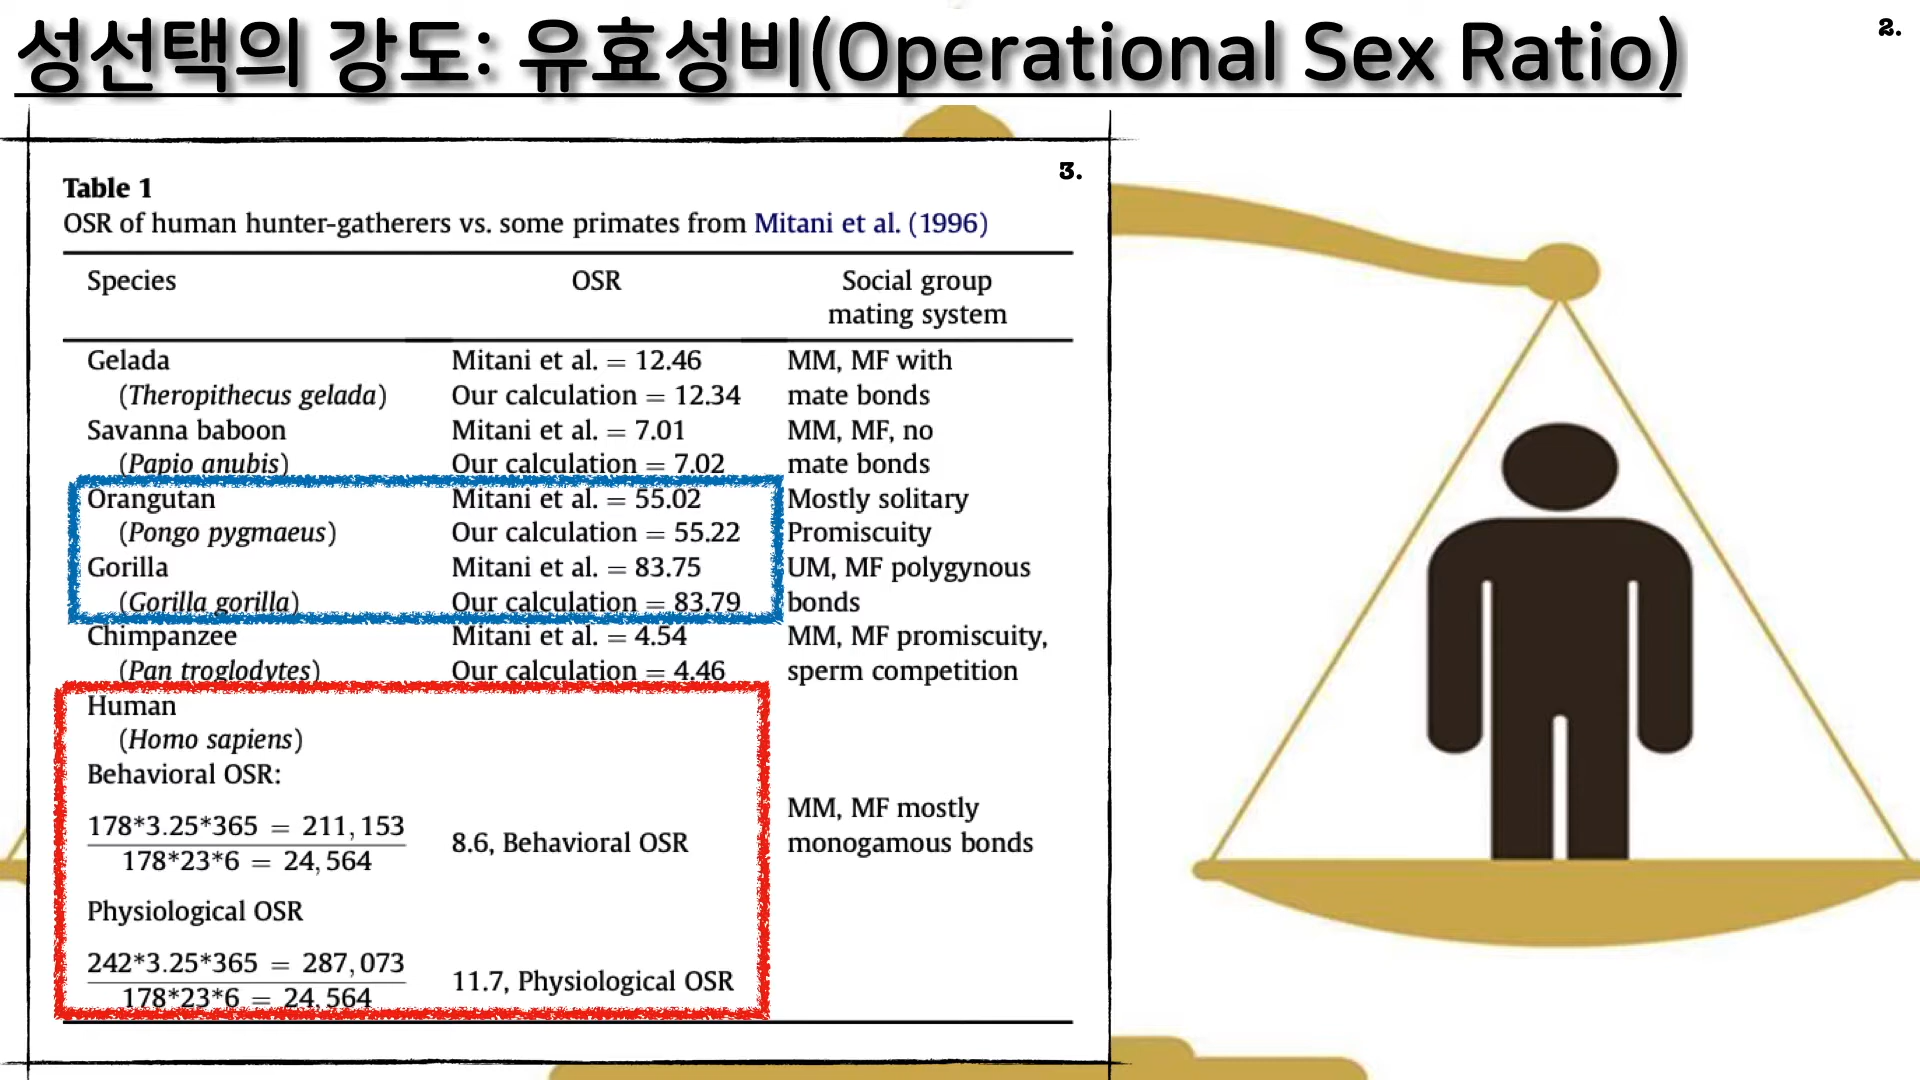 성선택의 강도: 유효성비(Operational Sex Ratio)
2.
3.
Table 1
OSR of human hunter-gatherers vs. some primates from Mitani et al. (1996)
Species OSR Social group
mating system
Gelada Mitani et al. = 12.46 MM, MF with
(Theropithecus gelada) Our calculation = 12.34 mate bonds
Savanna baboon Mitani et al. = 7.01 MM, MF, no
(Papio anubis) Our calculation = 7.02 mate bonds
Orangutan Mitani et al. = 55.02 Mostly solitary
(Pongo pygmaeus) Our calculation = 55.22 Promiscuity
Gorilla Mitani et al. = 83.75 UM, MF polygynous
(Gorilla gorilla) Our calculation = 83.79 bonds
Chimpanzee Mitani et al. = 4.54 MM, MF promiscuity,
(Pan troglodytes) Our calculation = 4.46 sperm competition
Human
(Homo sapiens)
Behavioral OSR:
178*3.25*365 = 211,153
178*23*6 = 24,564
8.6, Behavioral OSR
MM, MF mostly
monogamous bonds
Physiological OSR
242*3.25*365 = 287,073
178*23*6 = 24,564
11.7, Physiological OSR